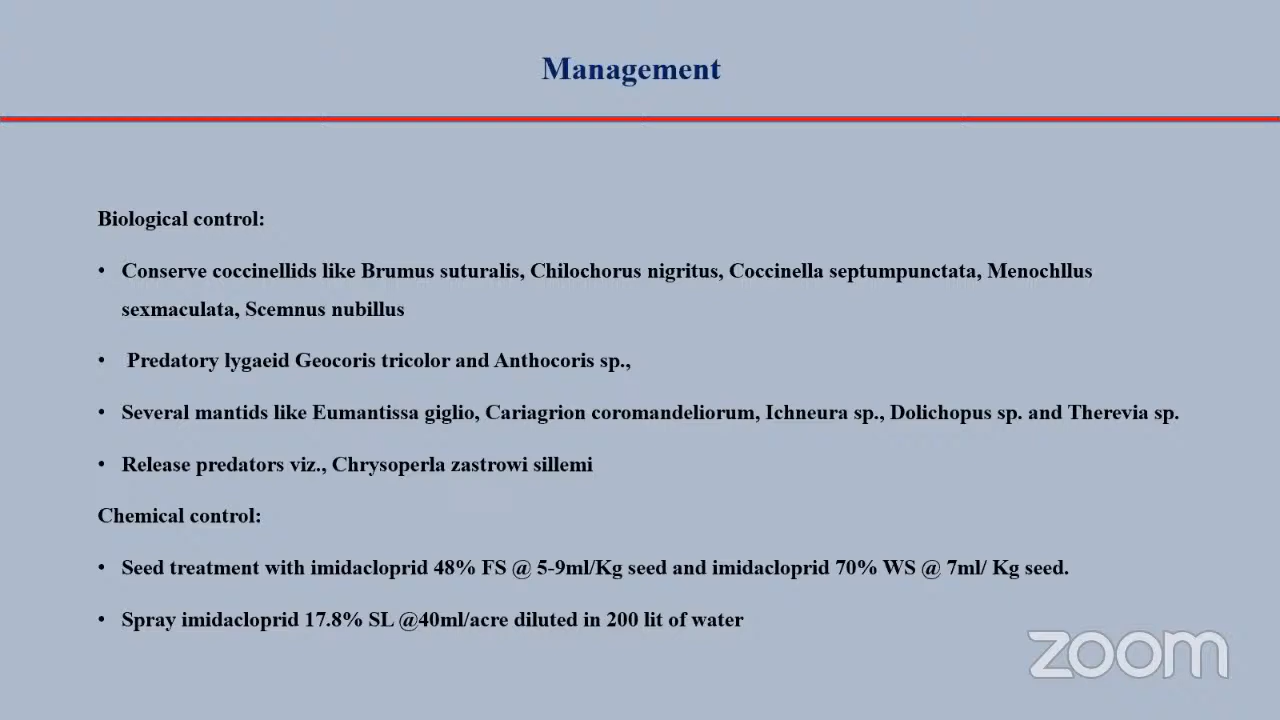 Management
Biological control:
• Conserve coccinellids like Brumus suturalis, Chilochorus nigritus, Coccinella septumpunctata, Menochllus
sexmaculata, Scemnus nubillus
• Predatory lygaeid Geocoris tricolor and Anthocoris sp.,
• Several mantids like Eumantissa giglio, Cariagrion coromandeliorum, Ichneura sp., Dolichopus sp. and Therevia sp.
• Release predators viz., Chrysoperla zastrowi sillemi
Chemical control:
• Seed treatment with imidacloprid 48% FS @ 5-9ml/Kg seed and imidacloprid 70% WS @ 7ml/ Kg seed.
• Spray imidacloprid 17.8% SL @40ml/acre diluted in 200 lit of water
zoom